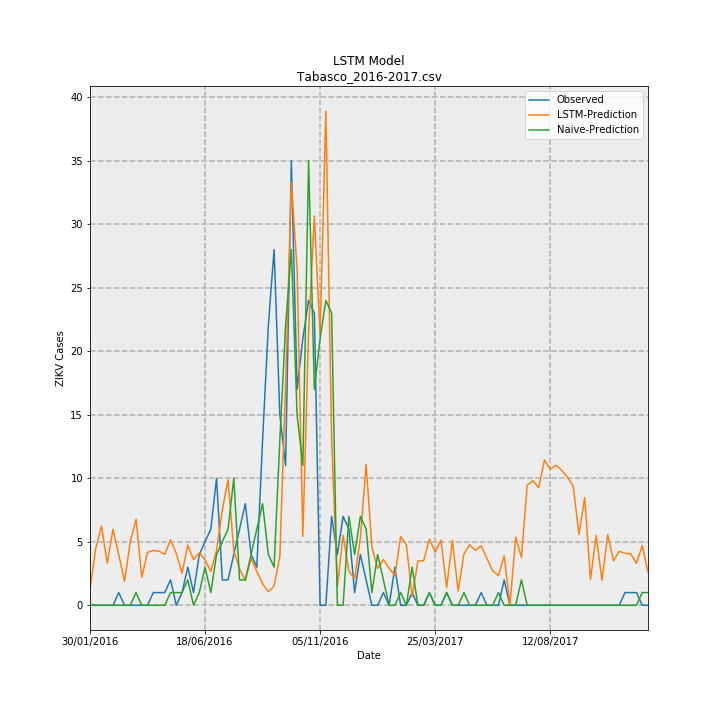 LSTM Model
Tabasco_2016-2017.csv
Observed
LSTM-Prediction
Naive-Prediction
40
35
30
25
20
15
10
5
0
ZIKV Cases
30/01/2016
18/06/2016
05/11/2016
25/03/2017
12/08/2017
Date